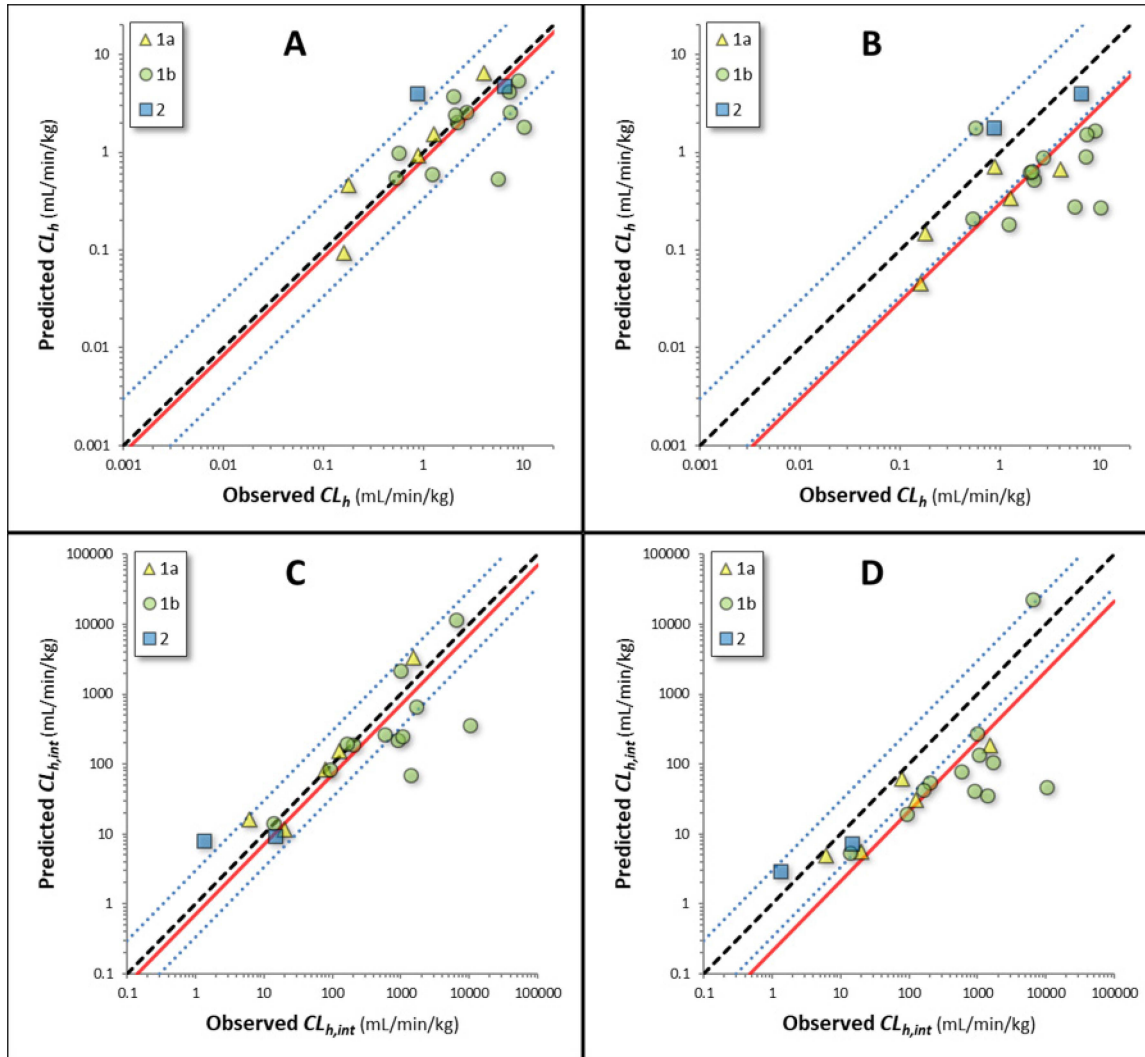 A
1a
1b
2
10
1
0.1
0.01
0.001
0.001 0.01 0.1 1 10
Predicted CLh (mL/min/kg)
Observed CLh (mL/min/kg)
B
1a
1b
2
10
1
0.1
0.01
0.001
0.001 0.01 0.1 1 10
Predicted CLh (mL/min/kg)
Observed CLh (mL/min/kg)
C
1a
1b
2
100000
10000
1000
100
10
1
0.1
0.1 1 10 100 1000 10000 100000
Predicted CLh,int (mL/min/kg)
Observed CLh,int (mL/min/kg)
D
1a
1b
2
100000
10000
1000
100
10
1
0.1
0.1 1 10 100 1000 10000 100000
Predicted CLh,int (mL/min/kg)
Observed CLh,int (mL/min/kg)